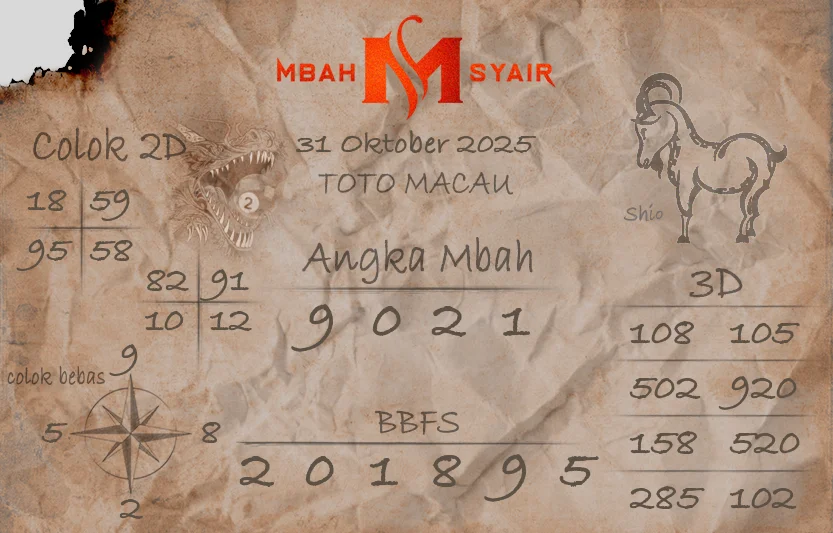 MBAH M SYAIR
31 Oktober 2025
TOTO MACAU
Colok 2D
18 59
95 58
82 91
10 12
2
colok bebas
9
5 8
2
Angka Mbah
9 0 2 1
BBFS
2 0 1 8 9 5
Shio
3D
108 105
502 920
158 520
285 102